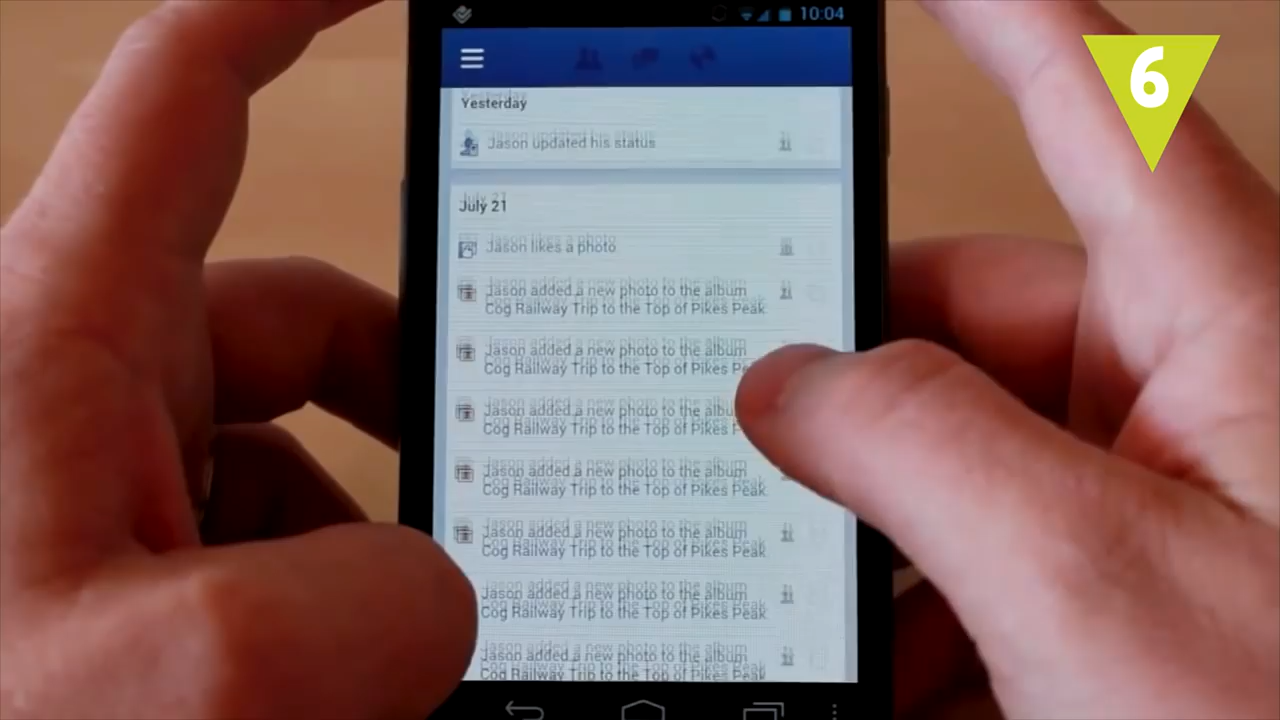 10:04
6
Yesterday
Jason updated his status
July 21
Jason likes a photo
Jason added a new photo to the album
Cog Railway Trip to the Top of Pikes Peak
Jason added a new photo to the album
Cog Railway Trip to the Top of Pikes
Jason added a new photo to the
Cog Railway Trip to the Top of Pikes
Jason added a new photo to the album
Cog Railway Trip to the Top of Pikes Peak
Jason added a new photo to the album
Cog Railway Trip to the Top of Pikes Peak
Jason added a new photo to the album
Cog Railway Trip to the Top of Pikes Peak
Jason added a new photo to the album
Cog Railway Trip to the Top of Pikes Peak